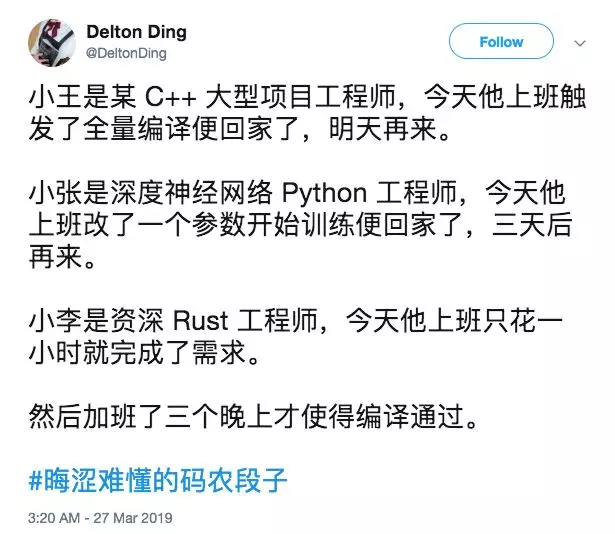 Delton Ding
@DeltonDing
Follow
小王是某 C++ 大型项目工程师，今天他上班触
发了全量编译便回家了，明天再来。
小张是深度神经网络 Python 工程师，今天他
上班改了一个参数开始训练便回家了，三天后
再来。
小李是资深 Rust 工程师，今天他上班只花一
小时就完成了需求。
然后加班了三个晚上才使得编译通过。
#晦涩难懂的码农段子
3:20 AM - 27 Mar 2019